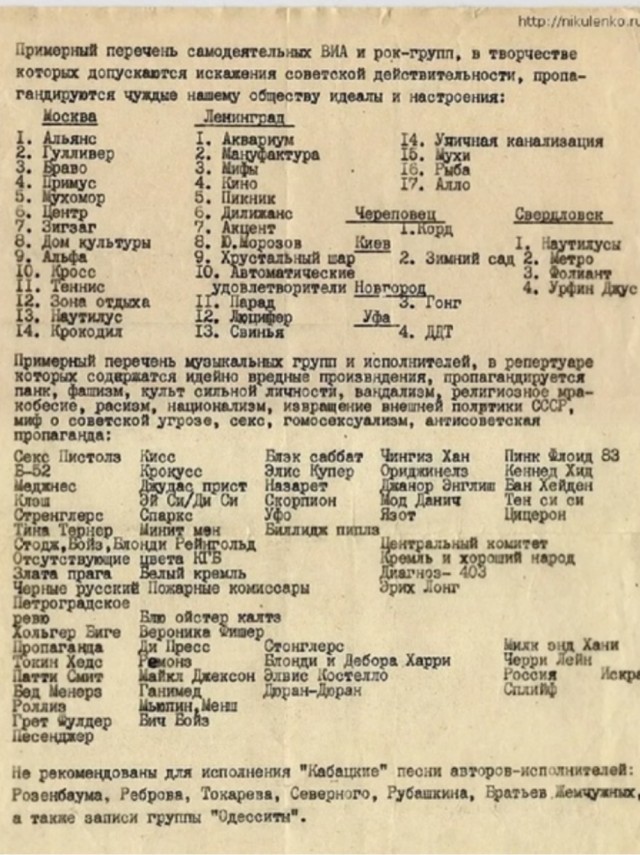 http://nikulenko.ru
Примерный перечень самодеятельных ВИА и рок-групп, в творчестве
которых допускаются искажения советской действительности, пропа-
гандируются чуждые нашему обществу идеалы и настроения:
Москва Ленинград
1. Альянс 1. Аквариум 14. Уличная канализация
2. Гулливер 2. Мануфактура 15. Мухи
3. Браво 3. Мифы 16. Рыба
4. Примус 4. Кино 17. Алло
5. Мухомор 5. Пикник
6. Центр 6. Дилижанс Череповец Свердловск
7. Зигзаг 7. Акцент 1. Корд
8. Дом культуры 8. Ю.Морозов Киев 1. Наутилусы
9. Альфа 9. Хрустальный шар 2. Зимний сад 2. Метро
10. Кросс 10. Автоматические 3. Фолиант
11. Теннис удовлетворители Новгород 4. Урфин Джус
12. Зона отдыха 11. Парад 3. Гонг
13. Наутилус 12. Люцифер Уфа
14. Крокодил 13. Свинья 4. ДДТ
Примерный перечень музыкальных групп и исполнителей, в репертуаре
которых содержатся идейно вредные произвндения, пропагандируется
панк, фашизм, культ сильной личности, вандализм, религиозное мра-
кобесие, расизм, национализм, извращение внешней полртики СССР,
миф о советской угрозе, секс, гомосексуализм, антисоветская
пропаганда:
Секс Пистолз Кисс Блэк саббат Чингиз Хан Пинк Флоид 83
Б-52 Крокусс Элис Купер Ориджинелз Кеннед Хид
Меджнес Джудас прист Назарет Джанор Энглиш Ван Хейден
Клэш Эй Си/Ди Си Скорпион Мод Данич Тен си си
Стренглерс Спаркс Уфо Язот Цицерон
Тина Тернер Минит мен Виллидж пиплз
Стодж,Бойз,Блонди Рейнгольд Центральный комитет
Отсутствующие цвета КГБ Кремль и хороший народ
Злата прага Белый кремль Диагноз- 403
Черные русский Пожарные комиссары Эрих Лонг
Петроградское
ревю Блю ойстер калтз
Хольгер Биге Вероника Фишер
Пропаганда Ди Пресс Стонглерс Милк энд Хани
Токин Хедс Рамонз Блонди и Дебора Харри Черри Лейн
Патти Смит Майкл Джексон Элвис Костелло Россия Искра
Бед Менерз Ганимед Дюран-Дюран Сплийф
Роллиз Мьюпин,Менш
Грет Фулдер Бич Бойз
Песенджер
Не рекомендованы для исполнения "Кабацкие" песни авторов-исполнителей:
Розенбаума, Реброва, Токарева, Северного, Рубашкина, Братьев Жемчужных,
а также записи группы "Одесситы".